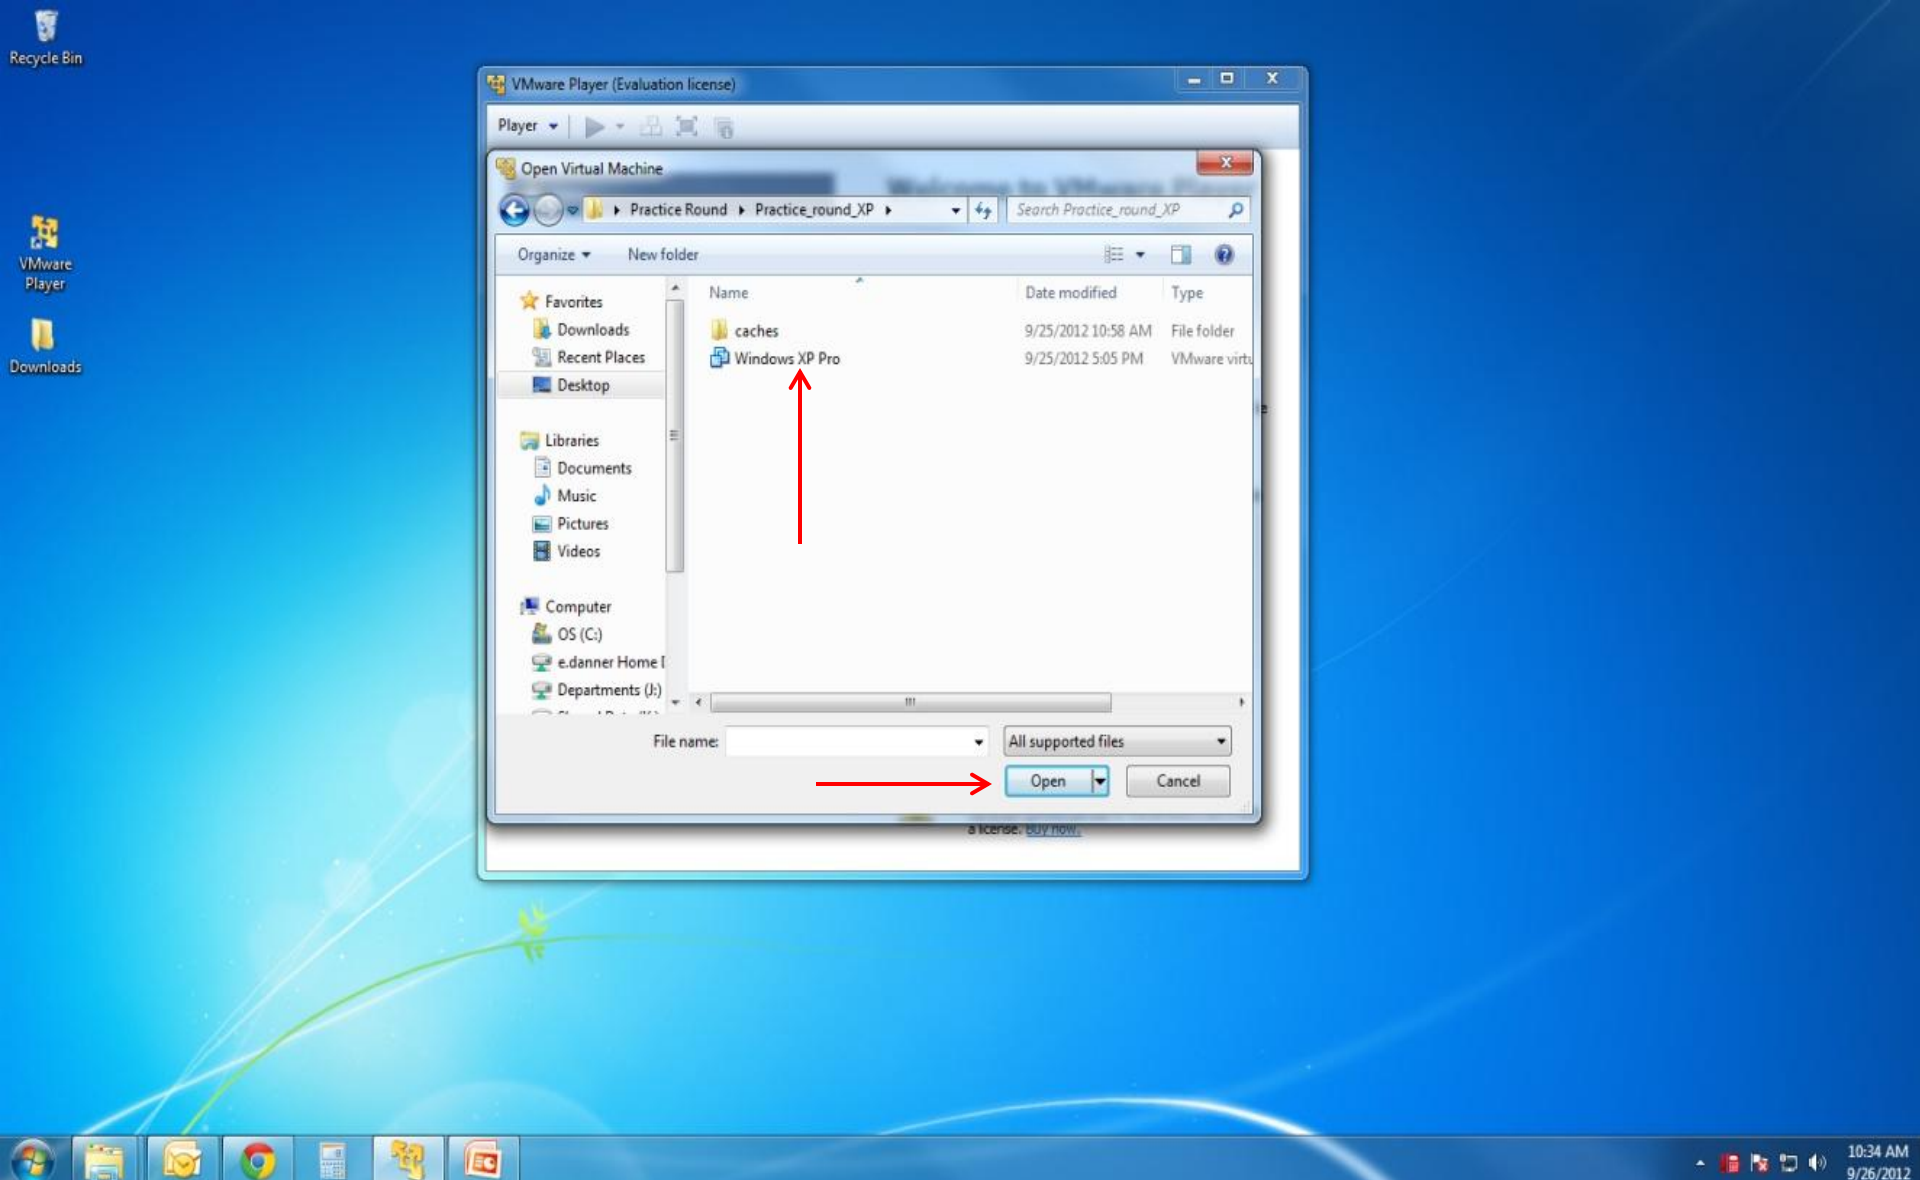 Recycle Bin
VMware Player (Evaluation license)
Player
Open Virtual Machine
Practice Round Practice_round_XP
Search Practice_round_XP
Organize
New folder
VMware
Player
Downloads
Name
Date modified
Type
Favorites
Downloads
Recent Places
Desktop
caches
9/25/2012 10:58 AM
File folder
Windows XP Pro
9/25/2012 5:05 PM
VMware virtu
Libraries
Documents
Music
Pictures
Videos
Computer
OS (C:)
e.danner Home
Departments (J:)
File name:
All supported files
Open
Cancel
a license. Buy now.
10:34 AM
9/26/2012